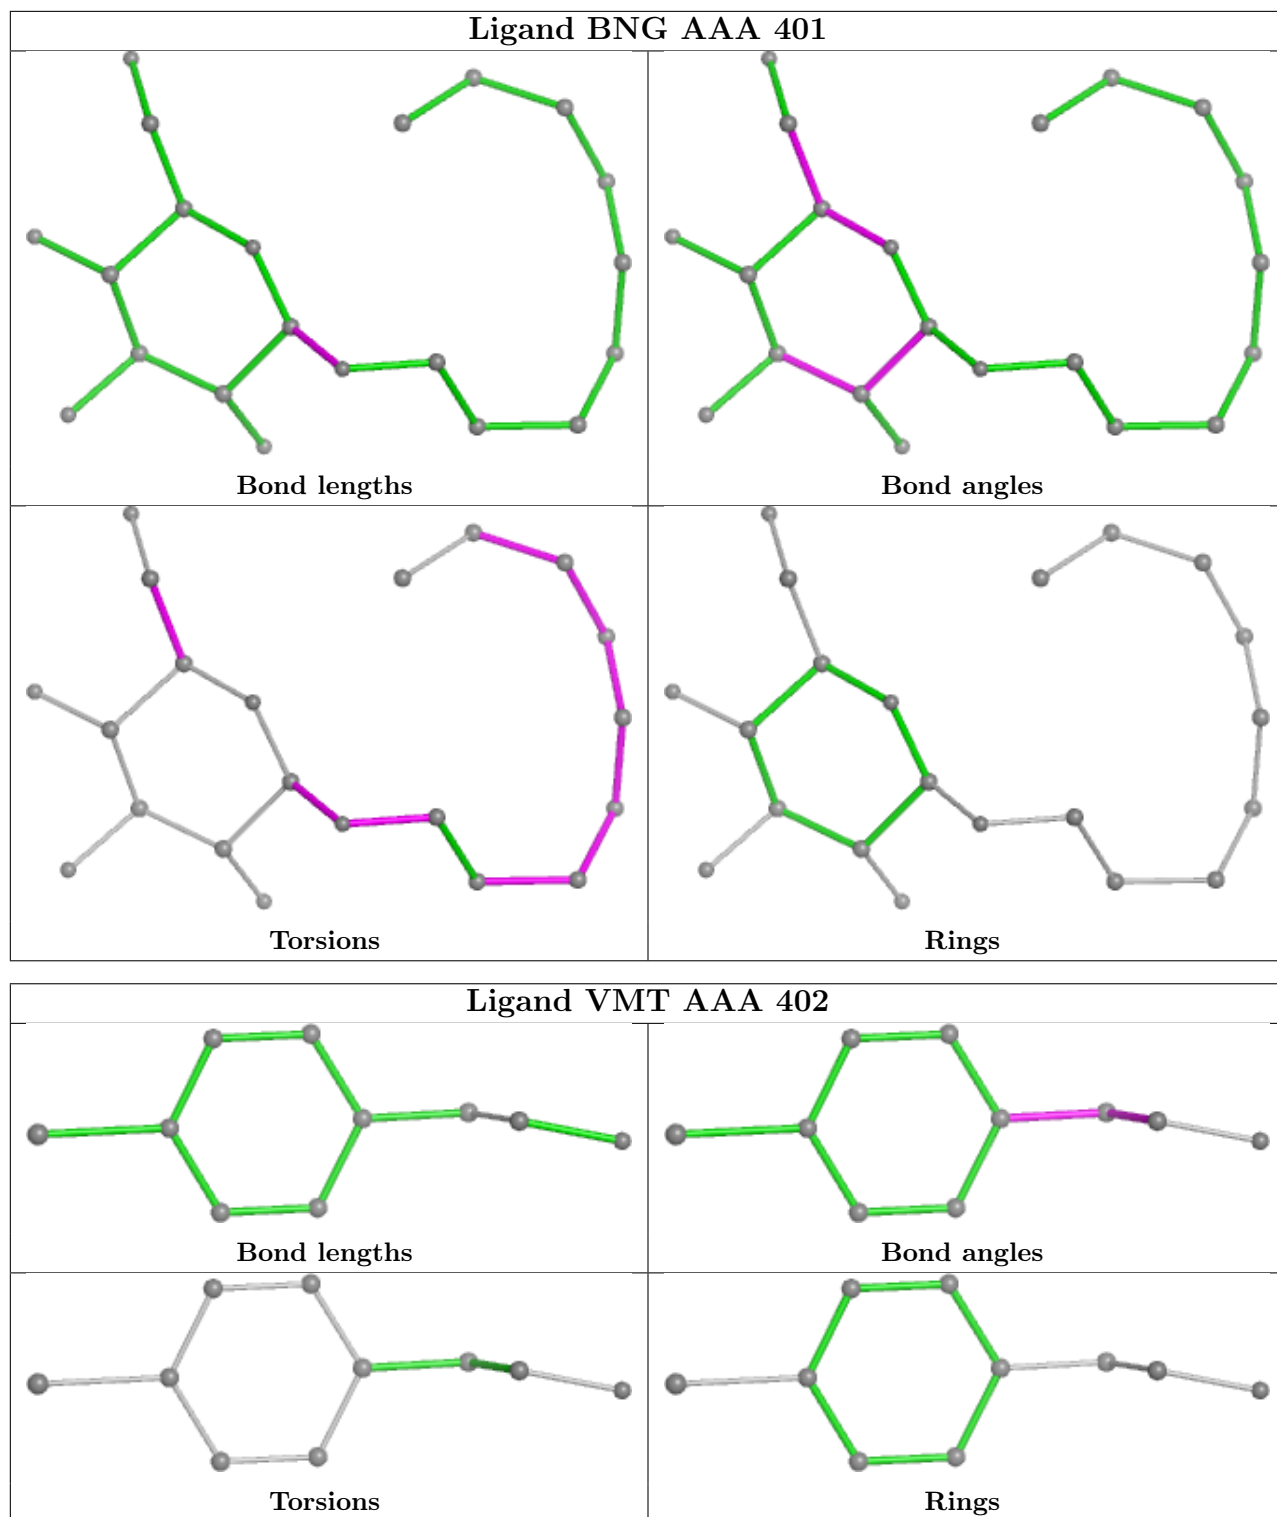 Ligand BNG AAA 401
Bond lengths
Bond angles
Torsions
Rings
Ligand VMT AAA 402
Bond lengths
Bond angles
Torsions
Rings